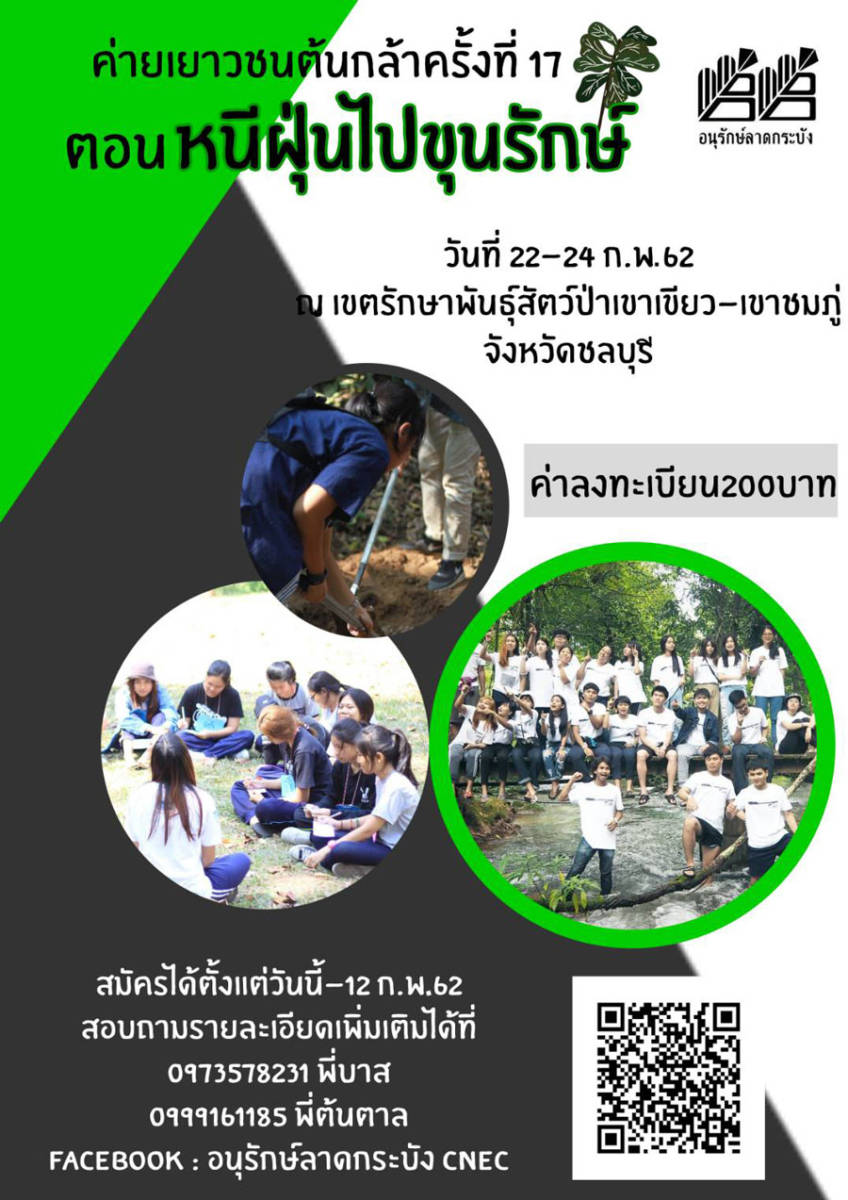 ค่ายเยาวชนต้นกล้าครั้งที่ 17
ตอน หนีฝุ่นไปขุนรักษ์
อนุรักษ์ลาดกระบัง
วันที่ 22-24 ก.พ.62
ณ เขตรักษาพันธุ์สัตว์ป่าเขาเขียว-เขาชมภู่
จังหวัดชลบุรี
ค่าลงทะเบียน200บาท
สมัครได้ตั้งแต่วันนี้-12 ก.พ.62
สอบถามรายละเอียดเพิ่มเติมได้ที่
0973578231 พี่บาส
0999161185 พี่ต้นตาล
FACEBOOK : อนุรักษ์ลาดกระบัง CNEC